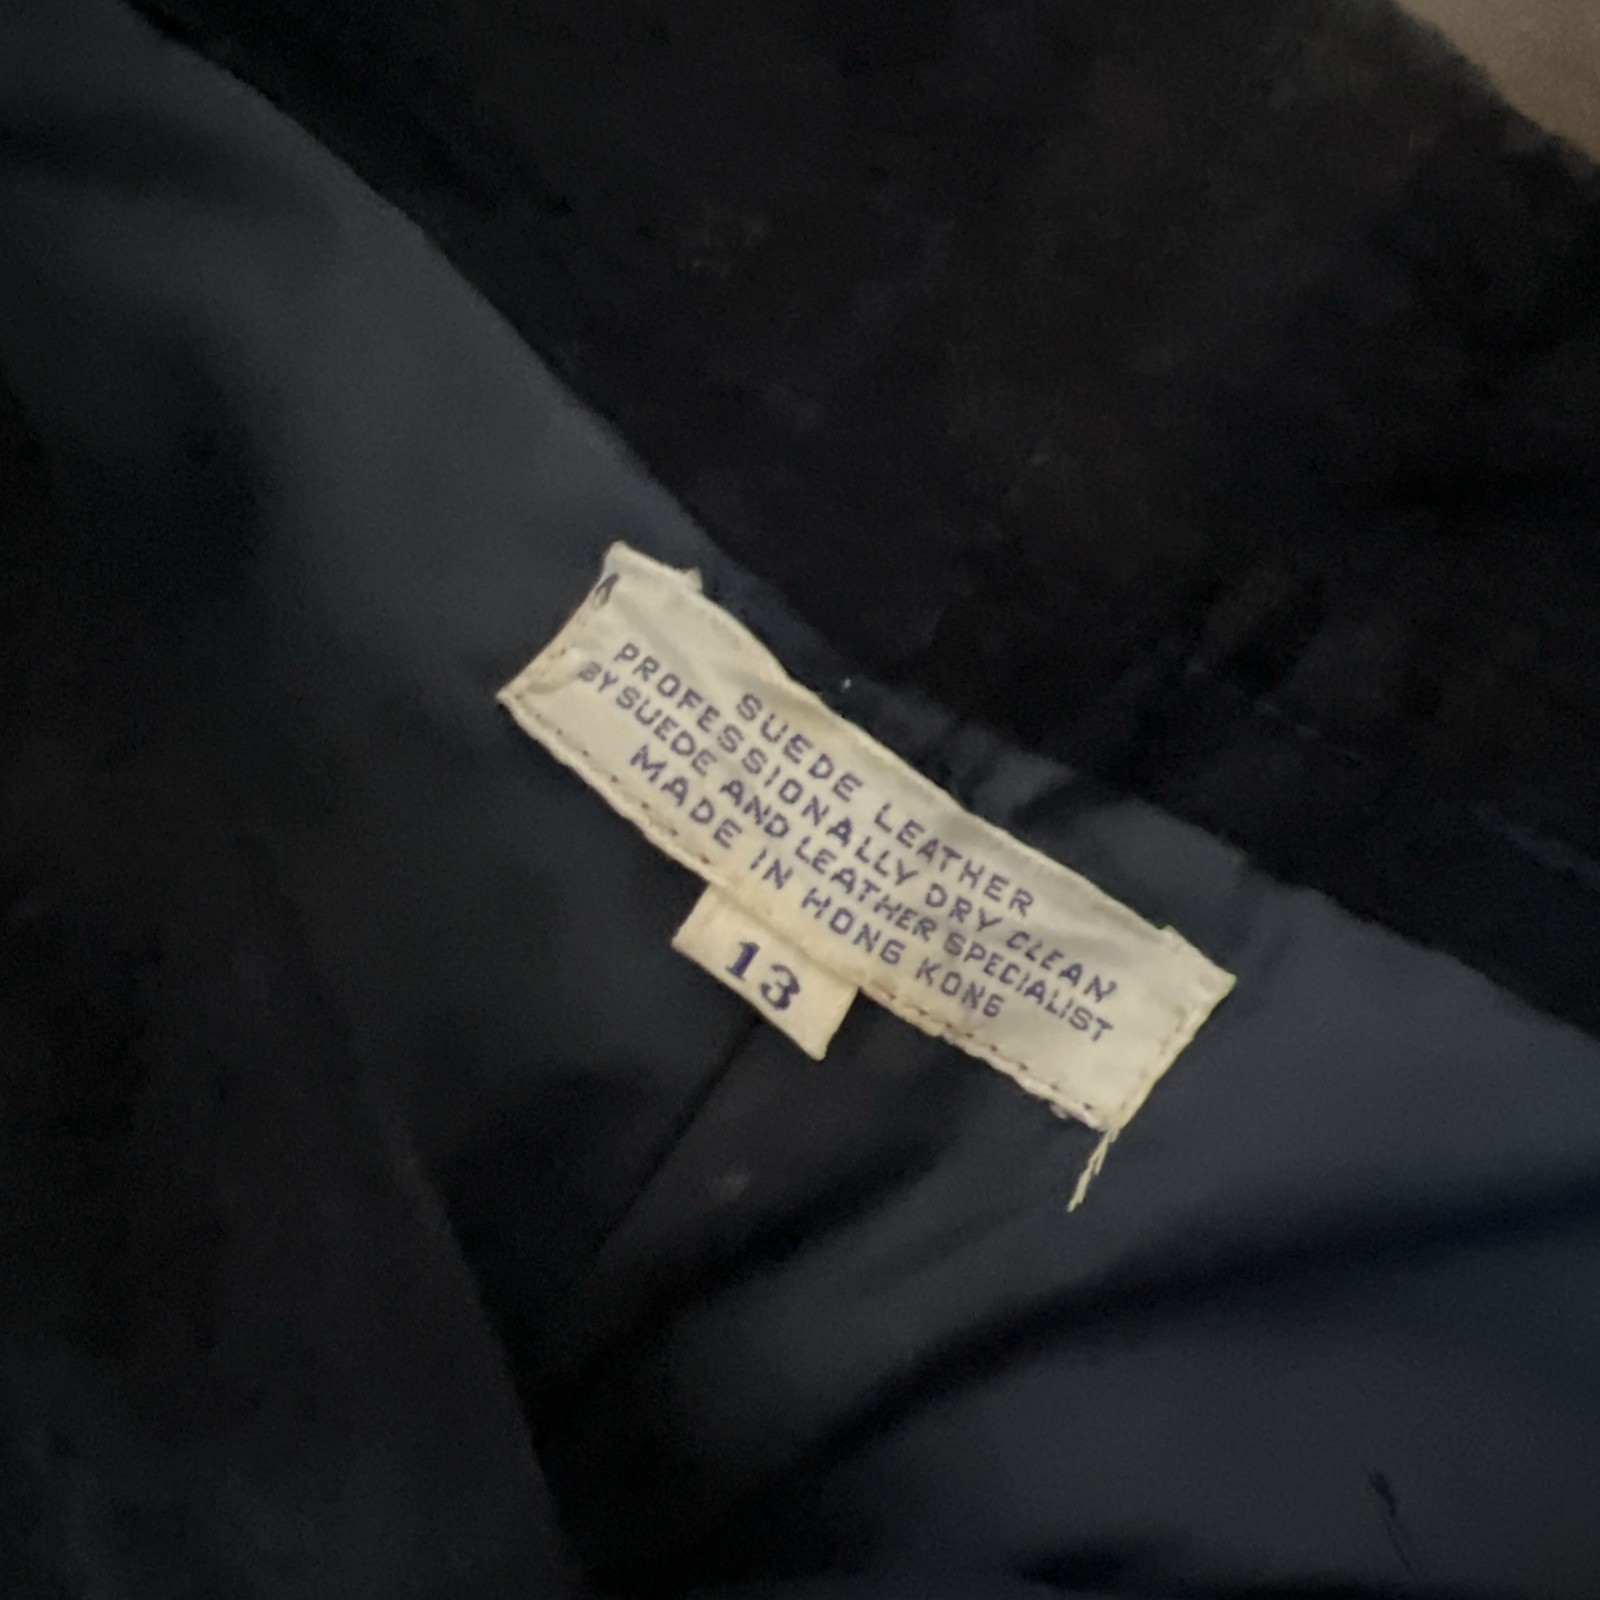 SUEDE LEATHER
PROFESSIONALLY DRY CLEAN
BY SUEDE AND LEATHER SPECIALIST
MADE IN HONG KONG
13